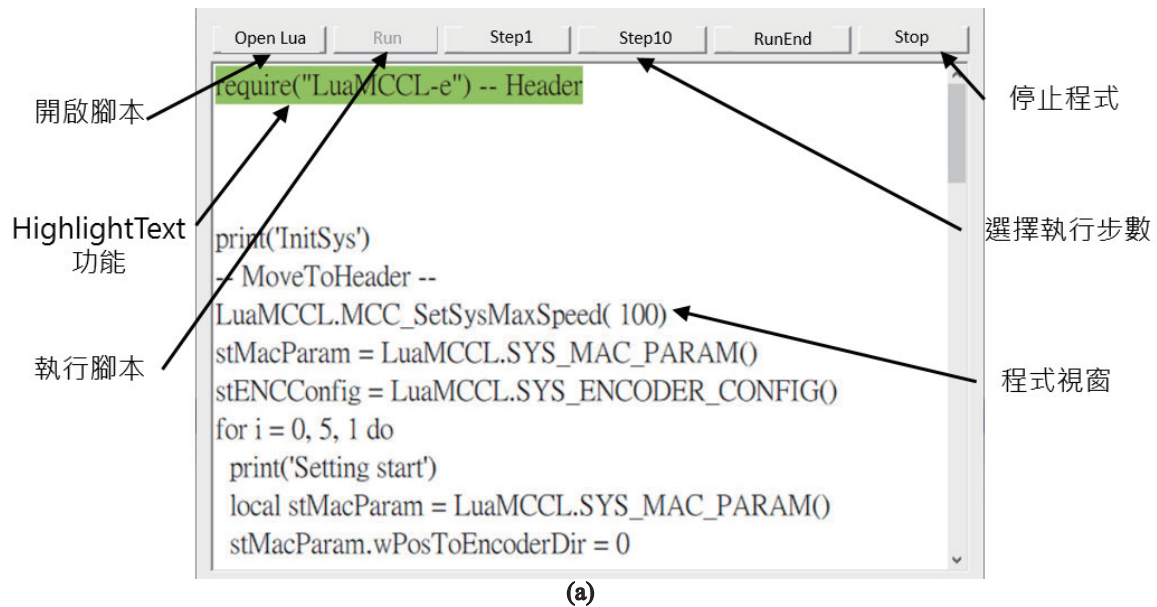 Open Lua Run Step1 Step10 RunEnd Stop
require("LuaMCCL-e") -- Header
開啟腳本
停止程式
HighlightText
功能
print('InitSys')
選擇執行步數
-- MoveToHeader --
LuaMCCL.MCC_SetSysMaxSpeed( 100)
stMacParam = LuaMCCL.SYS_MAC_PARAM()
執行腳本
程式視窗
stENCConfig = LuaMCCL.SYS_ENCODER_CONFIG()
for i = 0, 5, 1 do
print('Setting start')
local stMacParam = LuaMCCL.SYS_MAC_PARAM()
stMacParam.wPosToEncoderDir = 0
(a)